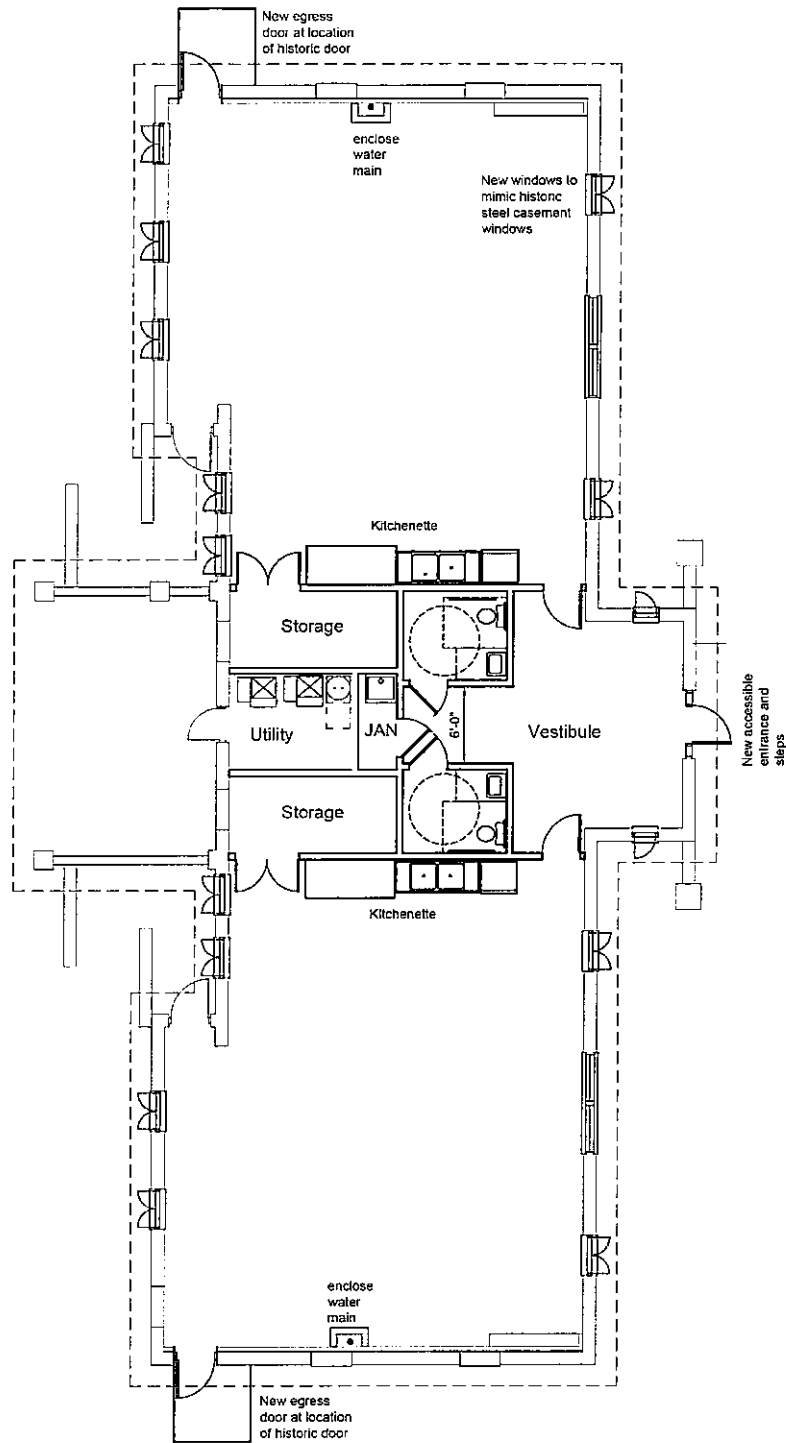 New egress
door at location
of historic door
enclose
water
main
New windows to
mimic historic
steel casement
windows
Kitchenette
Storage
Utility
JAN
6'-0"
Vestibule
New accessible
entrance and
steps
Storage
Kitchenette
enclose
water
main
New egress
door at location
of historic door